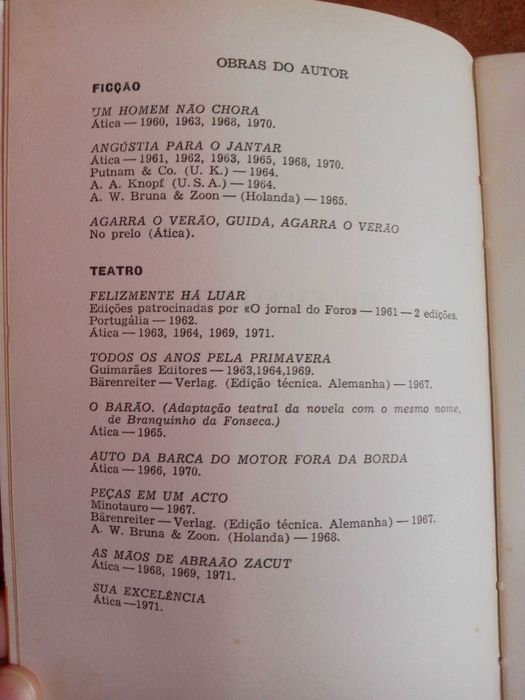 OBRAS DO AUTOR
FICÇÃO
UM HOMEM NÃO CHORA
Ática — 1960, 1963, 1968, 1970.
ANGÚSTIA PARA O JANTAR
Ática — 1961, 1962, 1963, 1965, 1968, 1970.
Putnam & Co. (U. K.) — 1964.
A. A. Knopf (U. S. A.) — 1964.
A. W. Bruna & Zoon — (Holanda) — 1965.
AGARRA O VERÃO, GUIDA, AGARRA O VERÃO
No prelo (Ática).
TEATRO
FELIZMENTE HÁ LUAR
Edições patrocinadas por «O jornal do Foro» — 1961 — 2 edições.
Portugália — 1962.
Ática — 1963, 1964, 1969, 1971.
TODOS OS ANOS PELA PRIMAVERA
Guimarães Editores — 1963,1964,1969.
Bärenreiter — Verlag. (Edição técnica. Alemanha) — 1967.
O BARÃO. (Adaptação teatral da novela com o mesmo nome,
de Branquinho da Fonseca.)
Ática — 1965.
AUTO DA BARCA DO MOTOR FORA DA BORDA
Ática — 1966, 1970.
PEÇAS EM UM ACTO
Minotauro — 1967.
Bärenreiter — Verlag. (Edição técnica. Alemanha) — 1967.
A. W. Bruna & Zoon. (Holanda) — 1968.
AS MÃOS DE ABRAÃO ZACUT
Ática — 1968, 1969, 1971.
SUA EXCELÊNCIA
Ática — 1971.